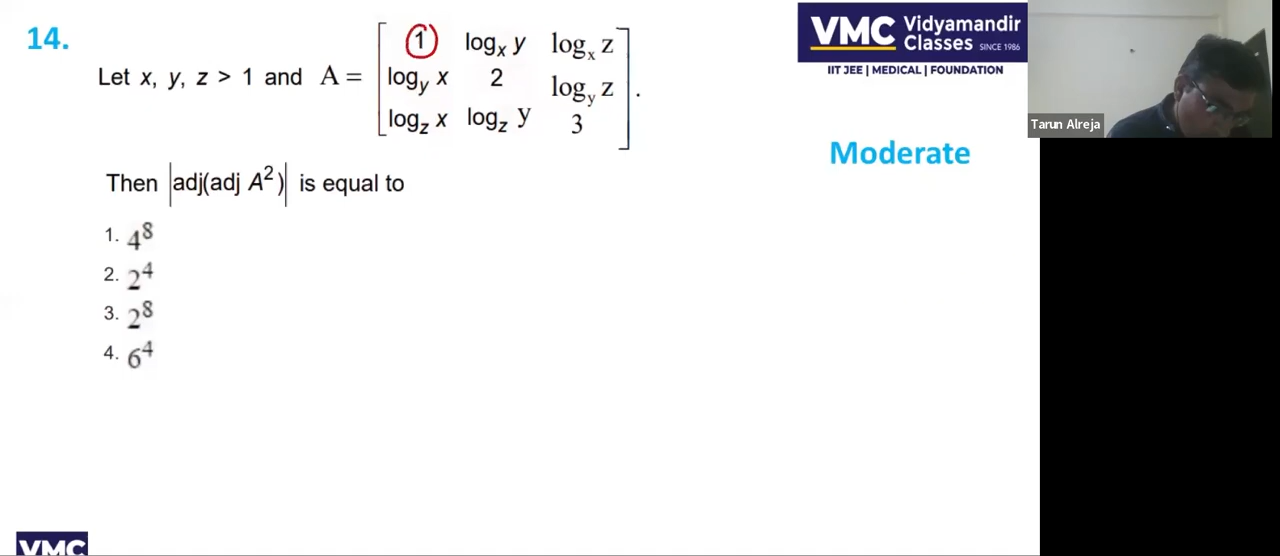 14.
Let x, y, z > 1 and A = [ 1 log_x y log_x z
log_y x 2 log_y z
log_z x log_z y 3 ] .
Then |adj(adj A²)| is equal to
1. 4⁸
2. 2⁴
3. 2⁸
4. 6⁴
VMC Vidyamandir Classes SINCE 1986
IIT JEE | MEDICAL | FOUNDATION
Moderate
Tarun Alreja
VMC